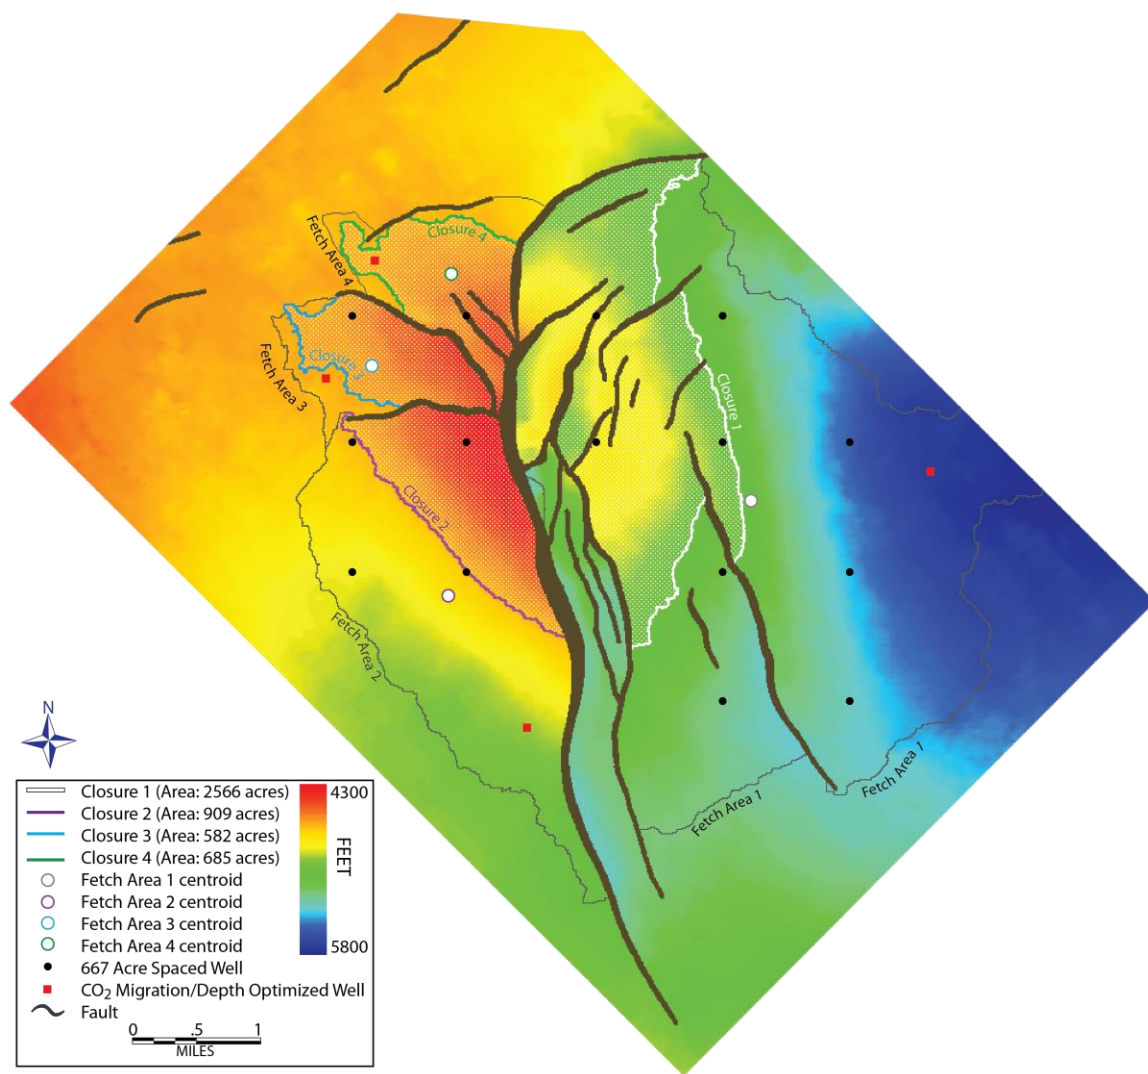 Closure 4
Fetch Area 4
Closure 3
Fetch Area 3
Closure 1
Closure 2
Fetch Area 2
Fetch Area 1
Fetch Area 1
N
Closure 1 (Area: 2566 acres)
Closure 2 (Area: 909 acres)
Closure 3 (Area: 582 acres)
Closure 4 (Area: 685 acres)
Fetch Area 1 centroid
Fetch Area 2 centroid
Fetch Area 3 centroid
Fetch Area 4 centroid
667 Acre Spaced Well
CO2 Migration/Depth Optimized Well
Fault
0 .5 1
MILES
4300
FEET
5800